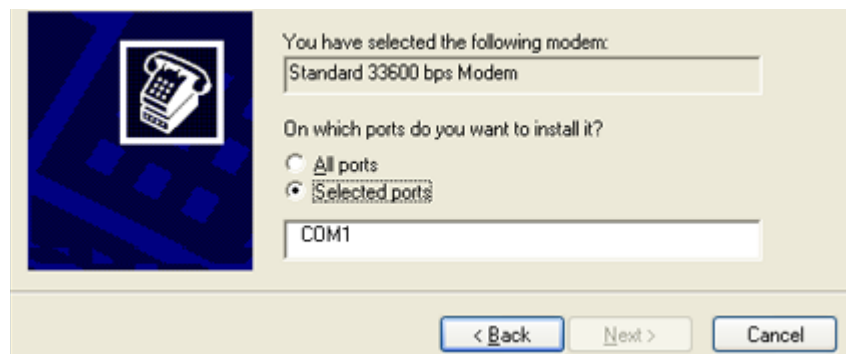 You have selected the following modem:
Standard 33600 bps Modem
On which ports do you want to install it?
All ports
Selected ports
COM1
< Back Next > Cancel